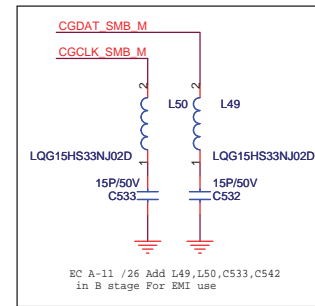 CGDAT_SMB_M
CGCLK_SMB_M
2
2
L50
L49
LQG15HS33NJ02D
LQG15HS33NJ02D
1
1
15P/50V
15P/50V
C533
C532
EC A-11 /26 Add L49,L50,C533,C542
in B stage For EMI use